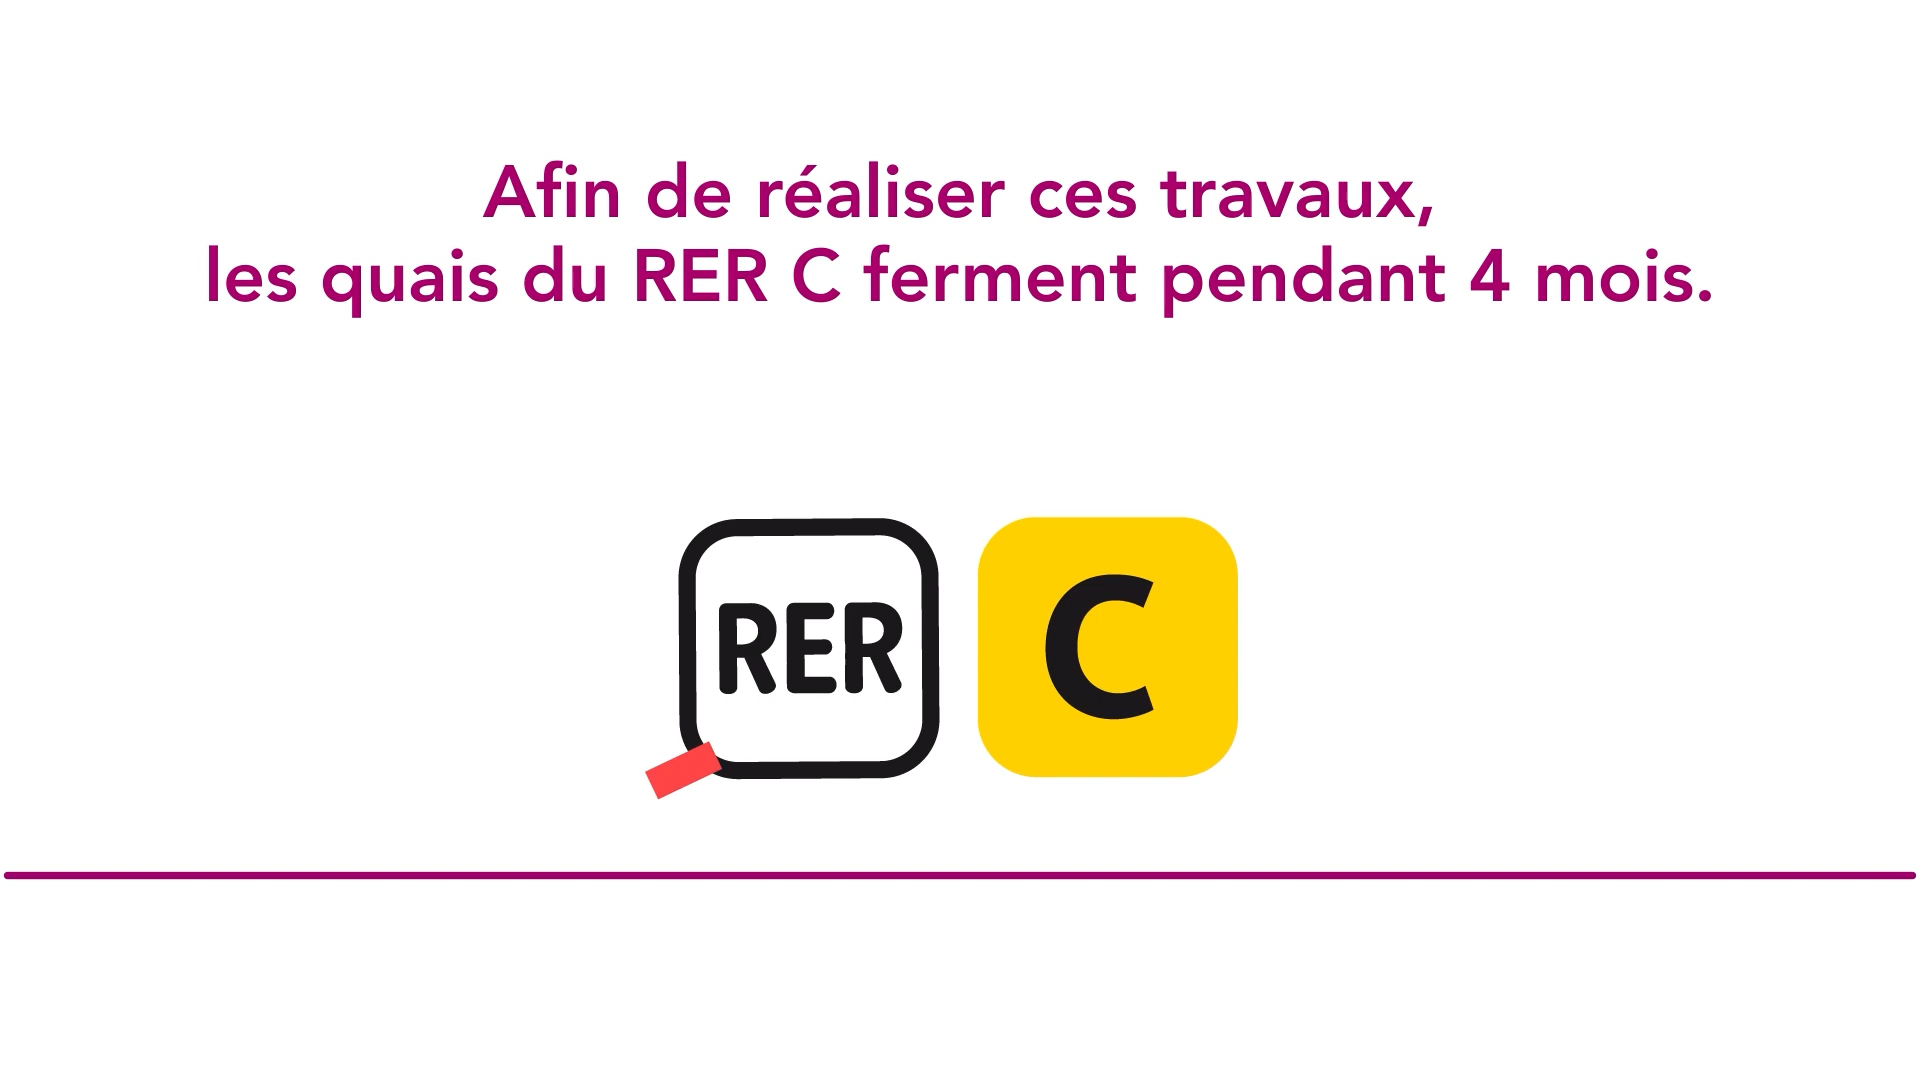 Afin de réaliser ces travaux,
les quais du RER C ferment pendant 4 mois.
RER C